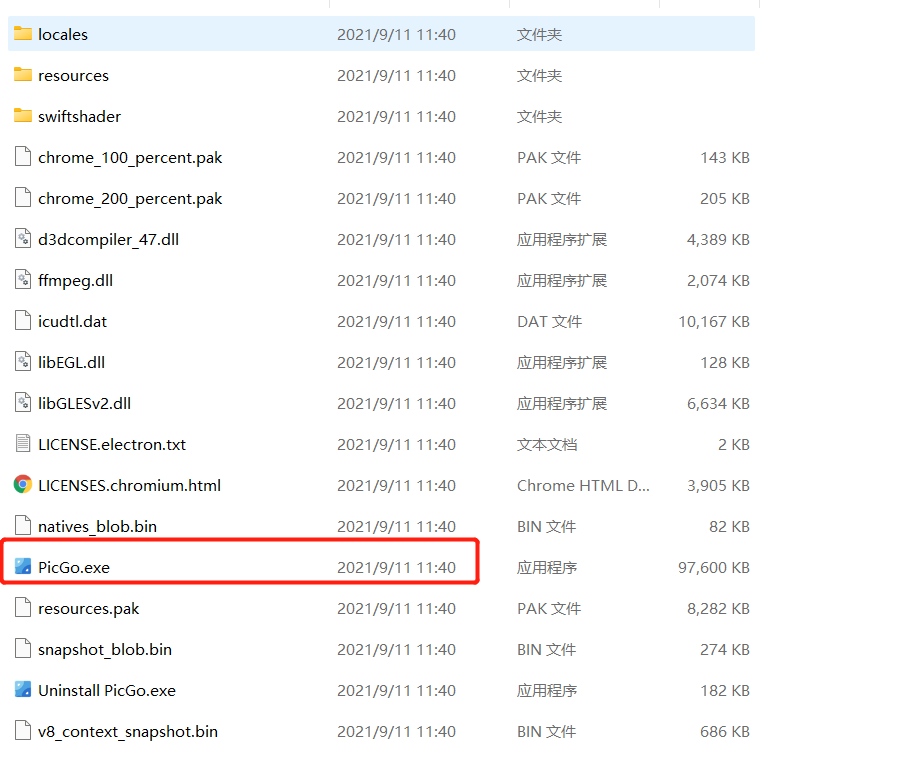 locales 2021/9/11 11:40 文件夹
resources 2021/9/11 11:40 文件夹
swiftshader 2021/9/11 11:40 文件夹
chrome_100_percent.pak 2021/9/11 11:40 PAK 文件 143 KB
chrome_200_percent.pak 2021/9/11 11:40 PAK 文件 205 KB
d3dcompiler_47.dll 2021/9/11 11:40 应用程序扩展 4,389 KB
ffmpeg.dll 2021/9/11 11:40 应用程序扩展 2,074 KB
icudtl.dat 2021/9/11 11:40 DAT 文件 10,167 KB
libEGL.dll 2021/9/11 11:40 应用程序扩展 128 KB
libGLESv2.dll 2021/9/11 11:40 应用程序扩展 6,634 KB
LICENSE.electron.txt 2021/9/11 11:40 文本文档 2 KB
LICENSES.chromium.html 2021/9/11 11:40 Chrome HTML D... 3,905 KB
natives_blob.bin 2021/9/11 11:40 BIN 文件 82 KB
PicGo.exe 2021/9/11 11:40 应用程序 97,600 KB
resources.pak 2021/9/11 11:40 PAK 文件 8,282 KB
snapshot_blob.bin 2021/9/11 11:40 BIN 文件 274 KB
Uninstall PicGo.exe 2021/9/11 11:40 应用程序 182 KB
v8_context_snapshot.bin 2021/9/11 11:40 BIN 文件 686 KB